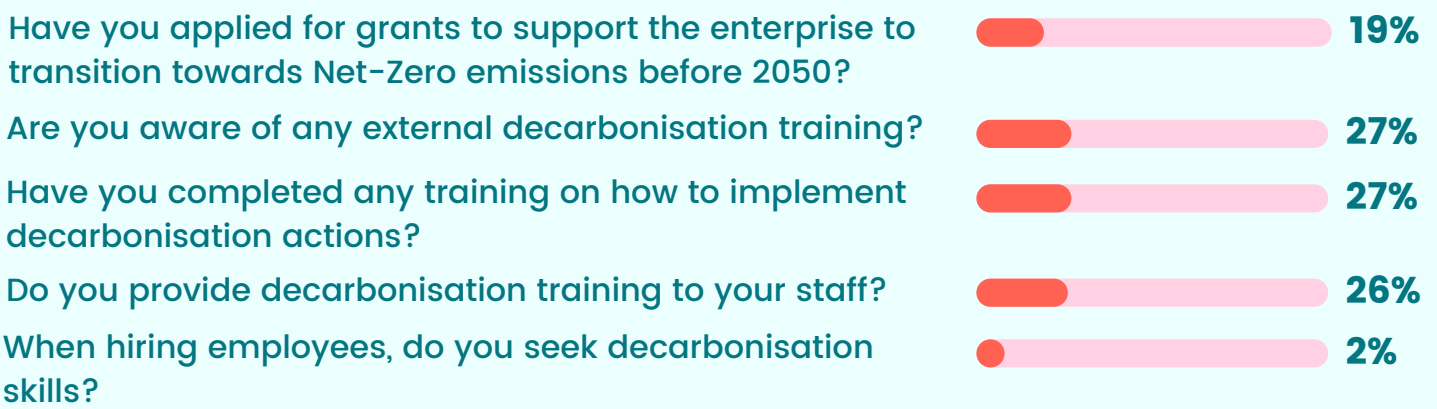 Have you applied for grants to support the enterprise to
transition towards Net-Zero emissions before 2050?
19%
Are you aware of any external decarbonisation training?
27%
Have you completed any training on how to implement
decarbonisation actions?
27%
Do you provide decarbonisation training to your staff?
26%
When hiring employees, do you seek decarbonisation
skills?
2%